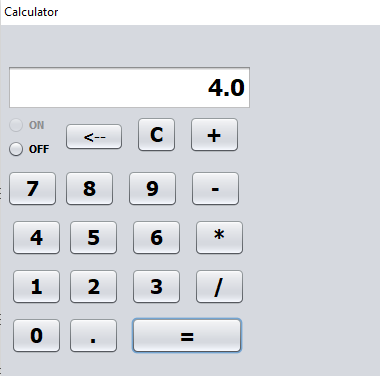 Calculator
4.0
ON
OFF
<-- C +
7 8 9 -
4 5 6 *
1 2 3 /
0 . =